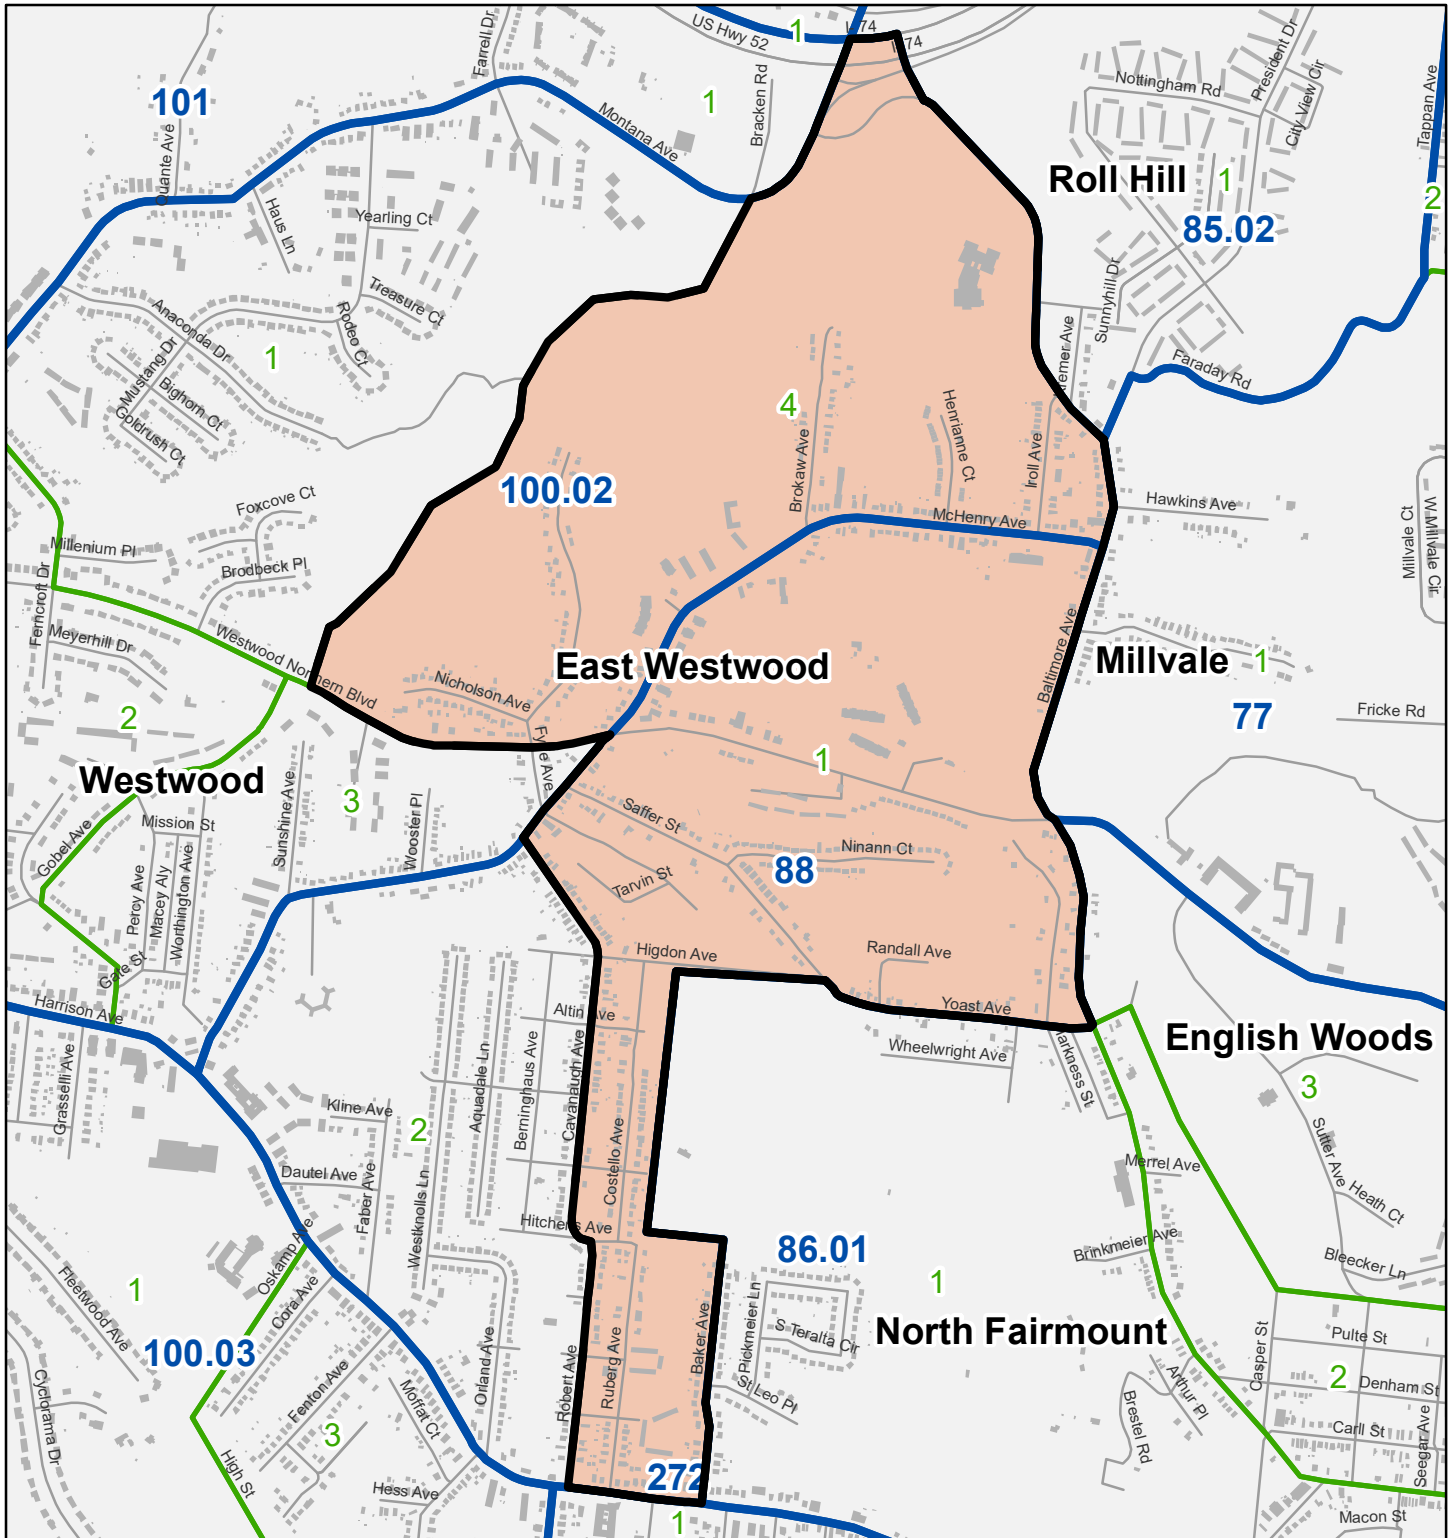 US Hwy 52
1
I- 74
I- 74
Farrell Dr
101
1
Bracken Rd
Montana Ave
Nottingham Rd
President Dr
City View Cir
Tappan Ave
Quante Ave
Roll Hill
1
2
85.02
Haus Ln
Yearling Ct
Treasure Ct
Rodeo Ct
Anaconda Dr
Mustang Dr
1
Bighorn Ct
Goldrush Ct
Sunnyhill Dr
Faraday Rd
4
Henrianne Ct
Iroll Ave
Brokaw Ave
100.02
Foxcove Ct
McHenry Ave
Hawkins Ave
Millvale Ct
W Millvale Cir
Millenium Pl
Brodbeck Pl
Ferncroft Dr
Meyerhill Dr
Westwood Northern Blvd
East Westwood
Baltimore Ave
Millvale
1
77
Fricke Rd
Nicholson Ave
2
Fyffe Ave
1
Westwood
3
Sunshine Ave
Wooster Pl
Saffer St
Mission St
Gobel Ave
Ninann Ct
88
Tarvin St
Percy Ave
Macey Aly
Worthington Ave
Higdon Ave
Randall Ave
Gate St
Harrison Ave
Altin Ave
Yoast Ave
English Woods
Wheelwright Ave
Harkness St
3
Grasselli Ave
Kline Ave
2
Aquadale Ln
Berninghaus Ave
Cavanaugh Ave
Costello Ave
Merrel Ave
Sutter Ave
Heath Ct
Dautel Ave
Faber Ave
Westknolls Ln
Hitchens Ave
86.01
Brinkmeier Ave
Bleecker Ln
1
1
Oskamp Ave
Cora Ave
Fleetwood Ave
100.03
North Fairmount
Pickmeier Ln
S Teralta Cir
St Leo Pl
Baker Ave
Ruberg Ave
Robert Ave
Orland Ave
Casper St
Pulte St
2
Denham St
Arthur Pl
Brestel Rd
Carll St
Seegar Ave
Cyclorama Dr
Fenton Ave
Moffat Ct
3
High St
Hess Ave
272
1
Macon St